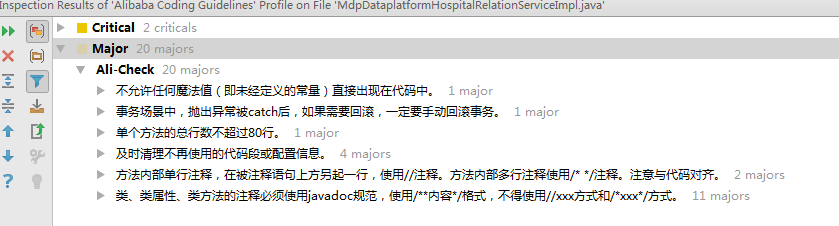 Inspection Results of 'Alibaba Coding Guidelines' Profile on File 'MdpDataplatformHospitalRelationServiceImpl.java'
Critical 2 criticals
Major 20 majors
Ali-Check 20 majors
不允许任何魔法值（即未经定义的常量）直接出现在代码中。 1 major
事务场景中，抛出异常被catch后，如果需要回滚，一定要手动回滚事务。 1 major
单个方法的总行数不超过80行。 1 major
及时清理不再使用的代码段或配置信息。 4 majors
方法内部单行注释，在被注释语句上方另起一行，使用//注释。方法内部多行注释使用/* */注释。注意与代码对齐。 2 majors
类、类属性、类方法的注释必须使用javadoc规范，使用/**内容*/格式，不得使用//xxx方式和/*xxx*/方式。 11 majors